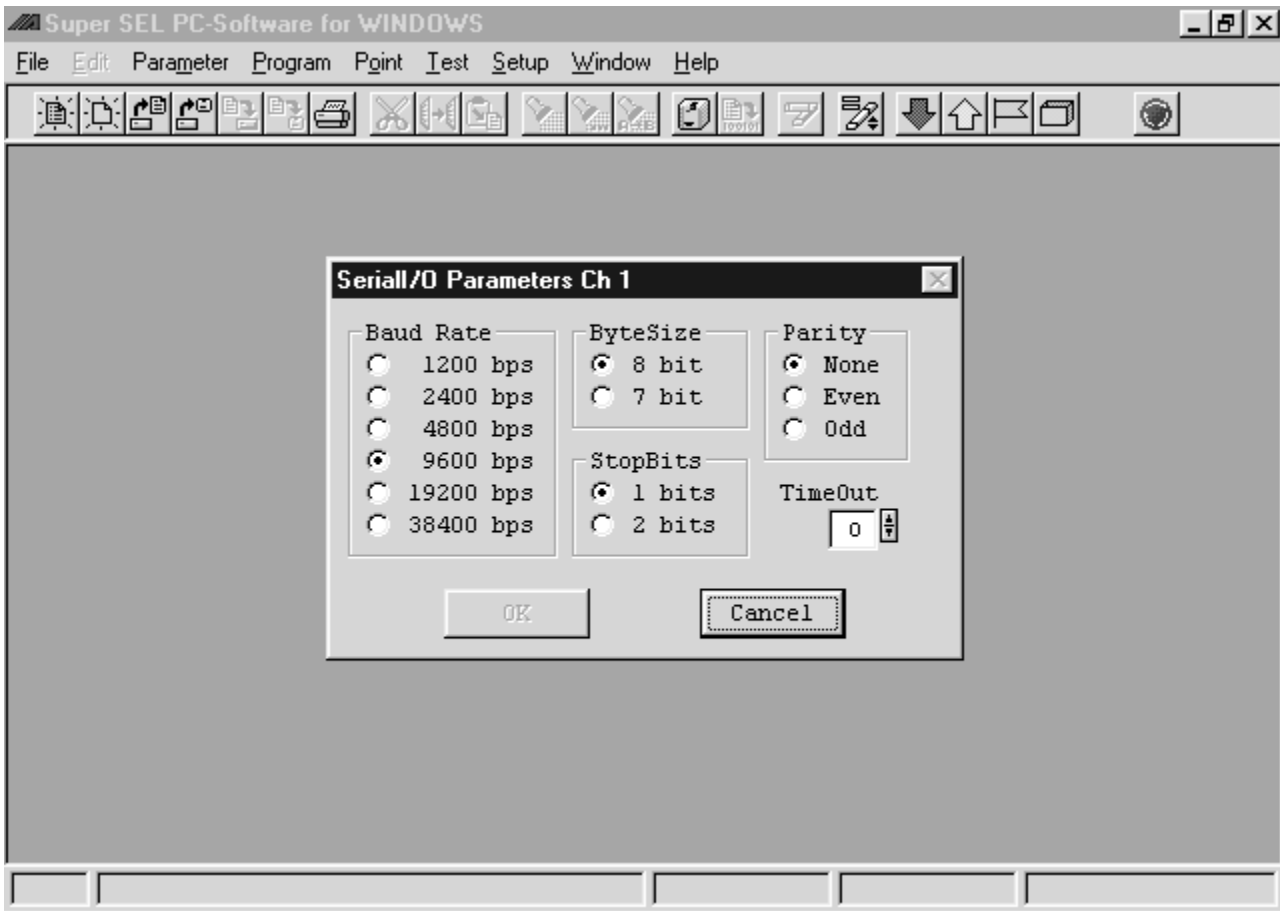 Super SEL PC-Software for WINDOWS
File Edit Parameter Program Point Test Setup Window Help
SerialI/O Parameters Ch 1
Baud Rate
1200 bps
2400 bps
4800 bps
9600 bps
19200 bps
38400 bps
ByteSize
8 bit
7 bit
StopBits
1 bits
2 bits
Parity
None
Even
Odd
TimeOut
0
OK
Cancel